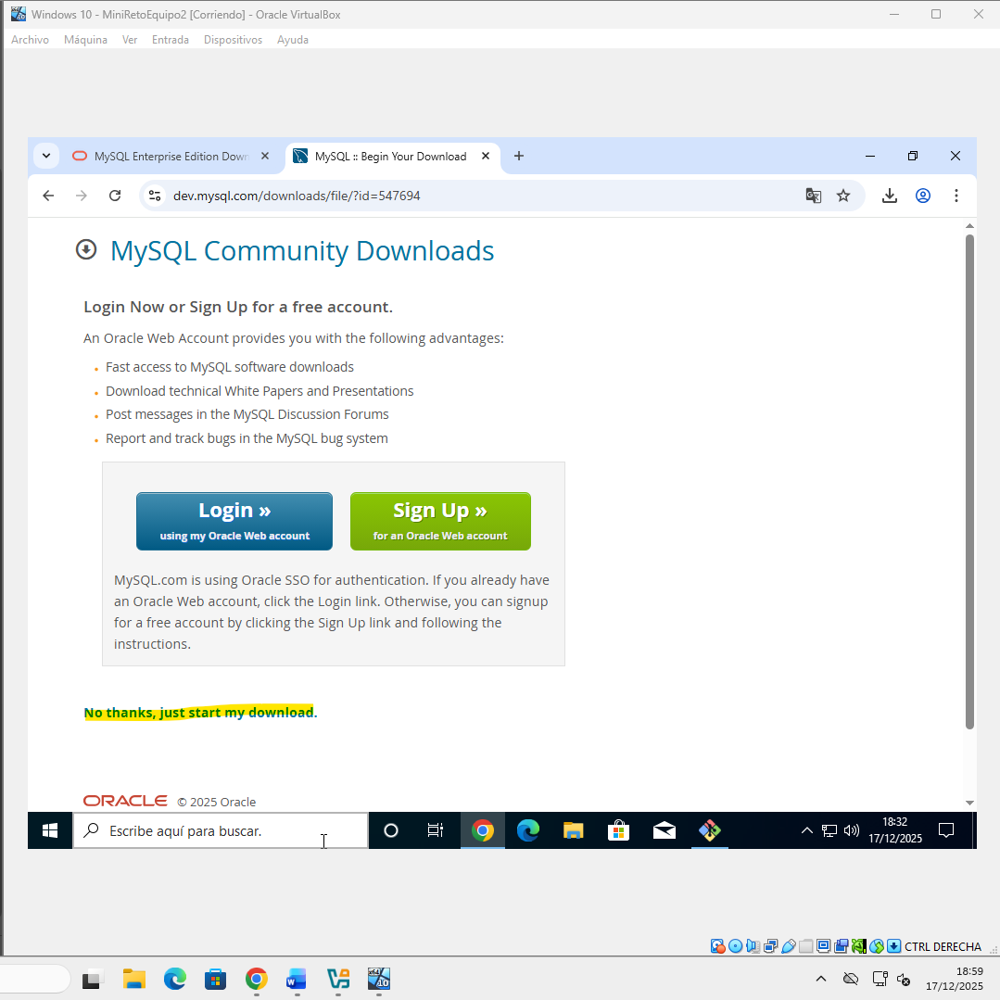 Windows 10 - MiniRetoEquipo2 [Corriendo] - Oracle VirtualBox
Archivo Máquina Ver Entrada Dispositivos Ayuda
MySQL Enterprise Edition Down
MySQL :: Begin Your Download
dev.mysql.com/downloads/file/?id=547694
MySQL Community Downloads
Login Now or Sign Up for a free account.
An Oracle Web Account provides you with the following advantages:
Fast access to MySQL software downloads
Download technical White Papers and Presentations
Post messages in the MySQL Discussion Forums
Report and track bugs in the MySQL bug system
Login »
using my Oracle Web account
Sign Up »
for an Oracle Web account
MySQL.com is using Oracle SSO for authentication. If you already have
an Oracle Web account, click the Login link. Otherwise, you can signup
for a free account by clicking the Sign Up link and following the
instructions.
No thanks, just start my download.
ORACLE © 2025 Oracle
Escribe aquí para buscar.
18:32
17/12/2025
CTRL DERECHA
18:59
17/12/2025